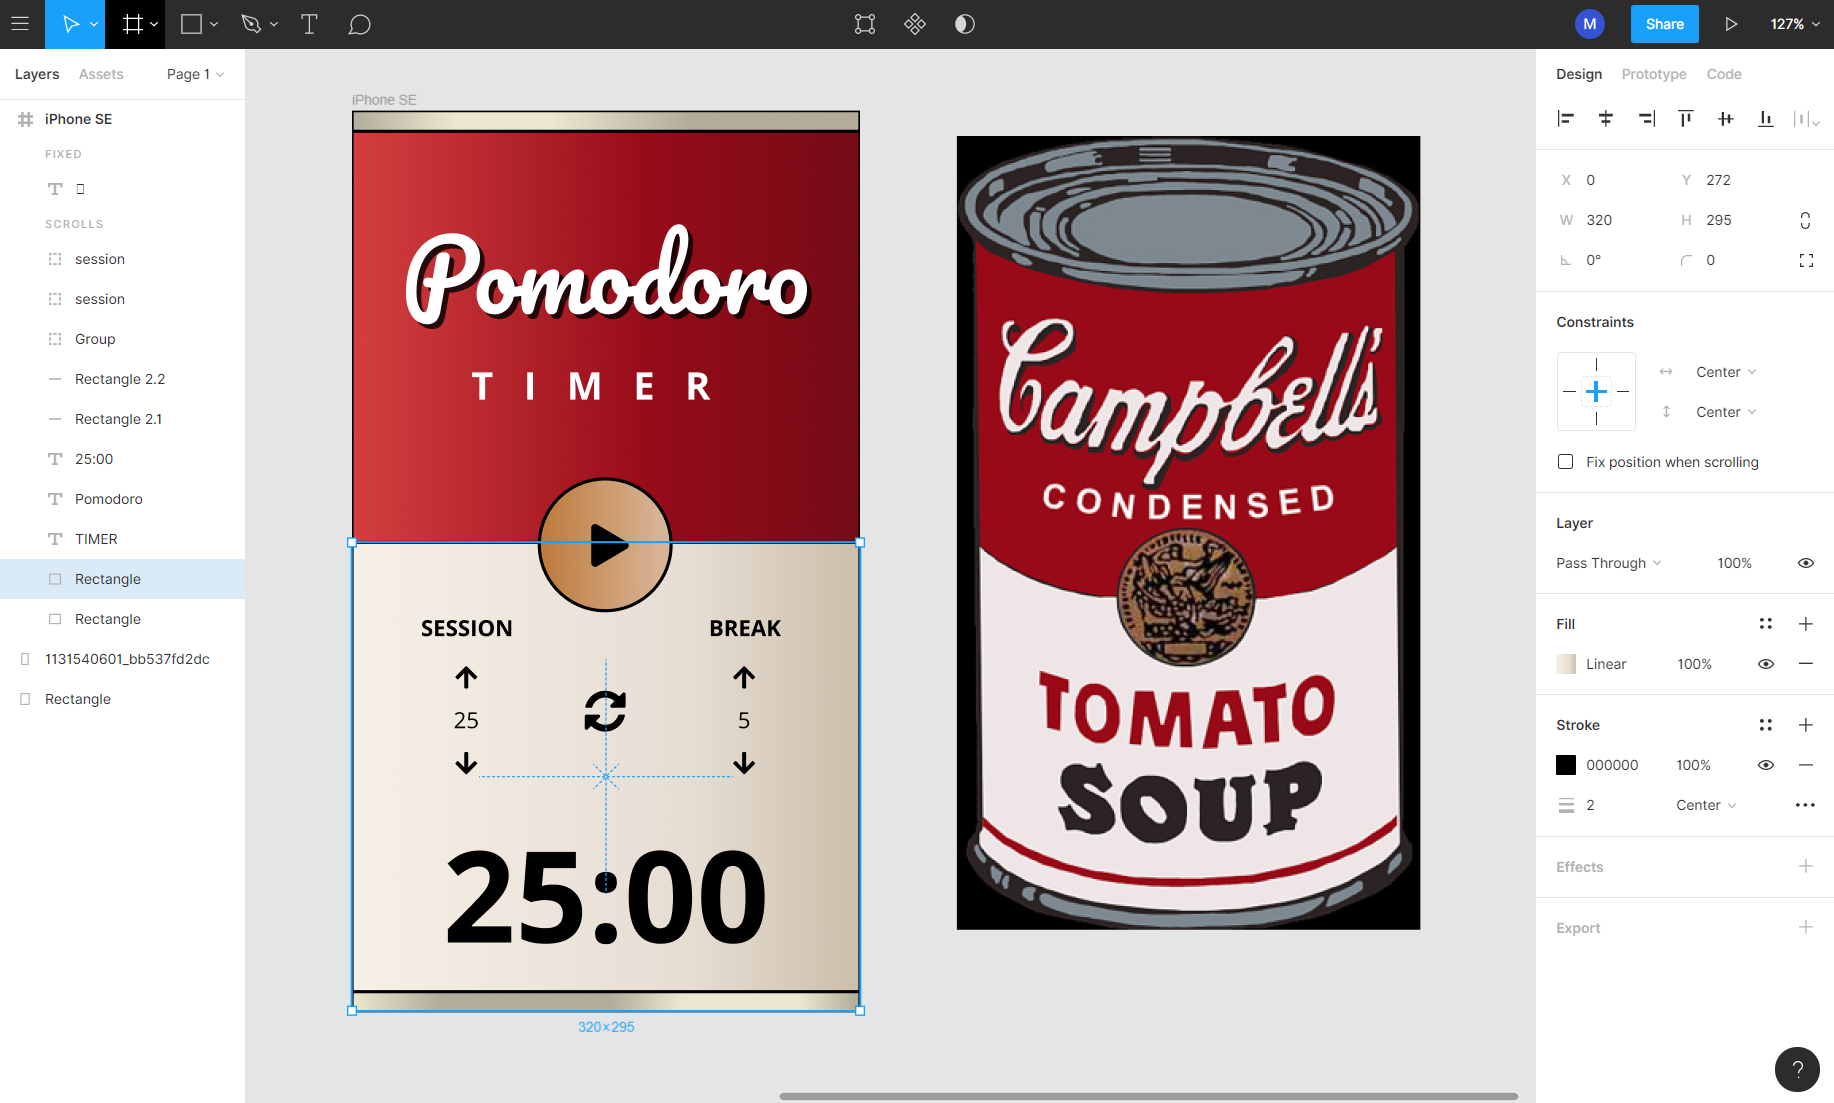 M
Share
127%
Layers
Assets
Page 1
iPhone SE
FIXED
SCROLLS
session
session
Group
Rectangle 2.2
Rectangle 2.1
25:00
Pomodoro
TIMER
Rectangle
Rectangle
1131540601_bb537fd2dc
Rectangle
iPhone SE
Pomodoro
TIMER
SESSION
BREAK
25
5
25:00
320×295
Campbell's
CONDENSED
TOMATO
SOUP
Design
Prototype
Code
X 0
Y 272
W 320
H 295
0°
0
Constraints
Center
Center
Fix position when scrolling
Layer
Pass Through
100%
Fill
Linear
100%
Stroke
000000
100%
2
Center
Effects
Export
?